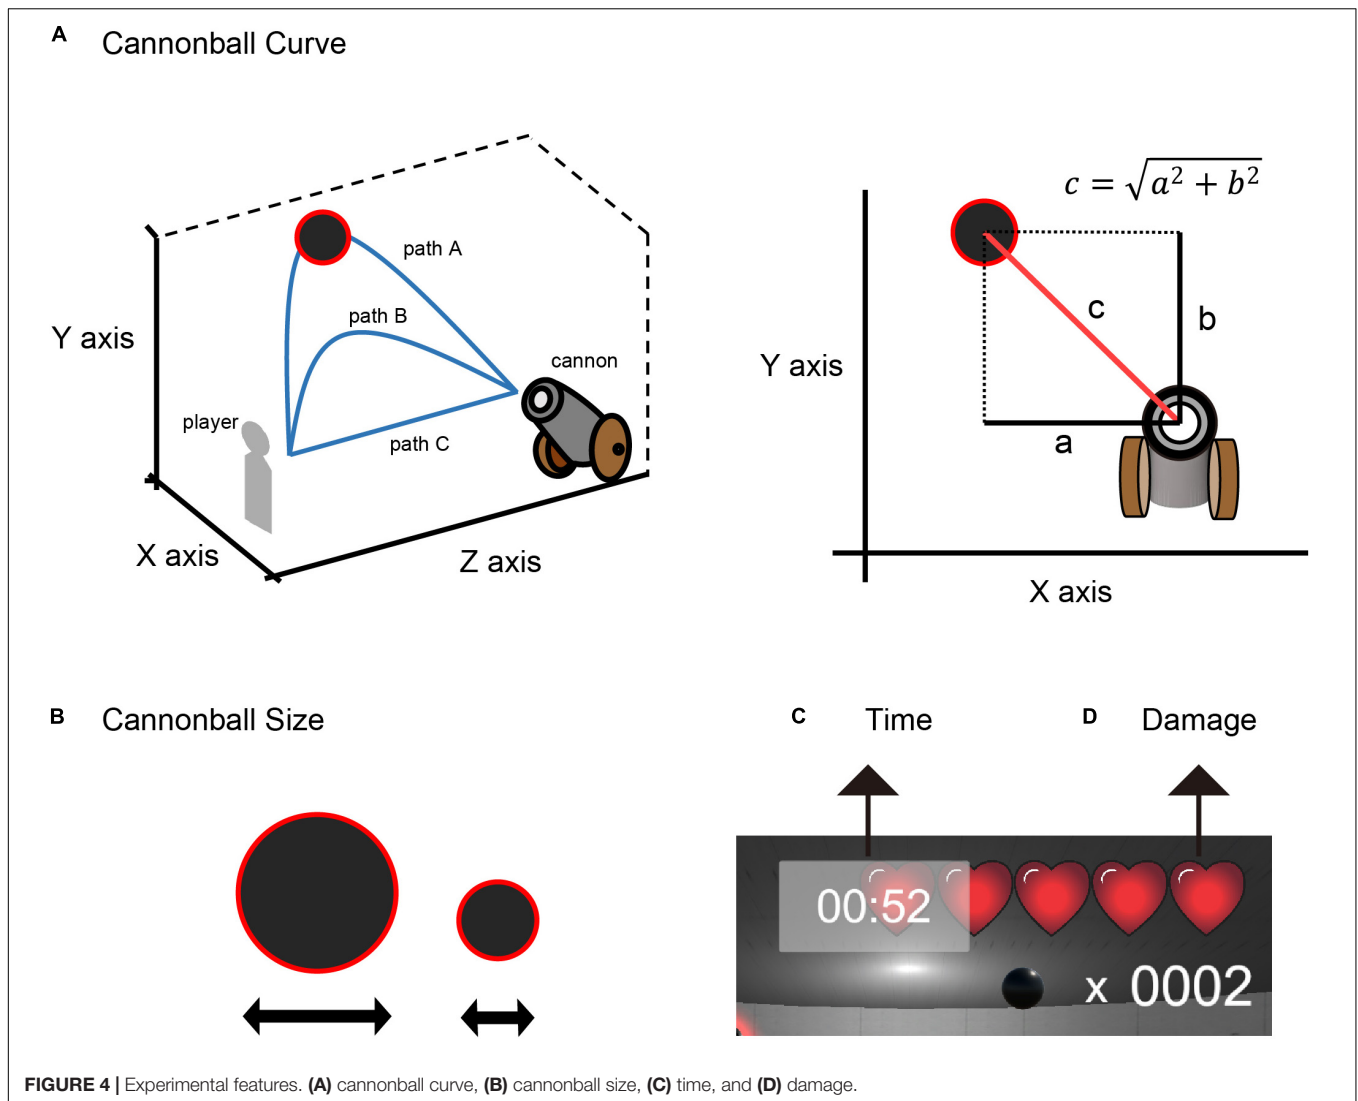 A Cannonball Curve
c = √a² + b²
path A
path B
path C
cannon
player
Y axis
X axis
Z axis
Y axis
c
b
a
X axis
B Cannonball Size
C Time
D Damage
00:52
x 0002
FIGURE 4 | Experimental features. (A) cannonball curve, (B) cannonball size, (C) time, and (D) damage.